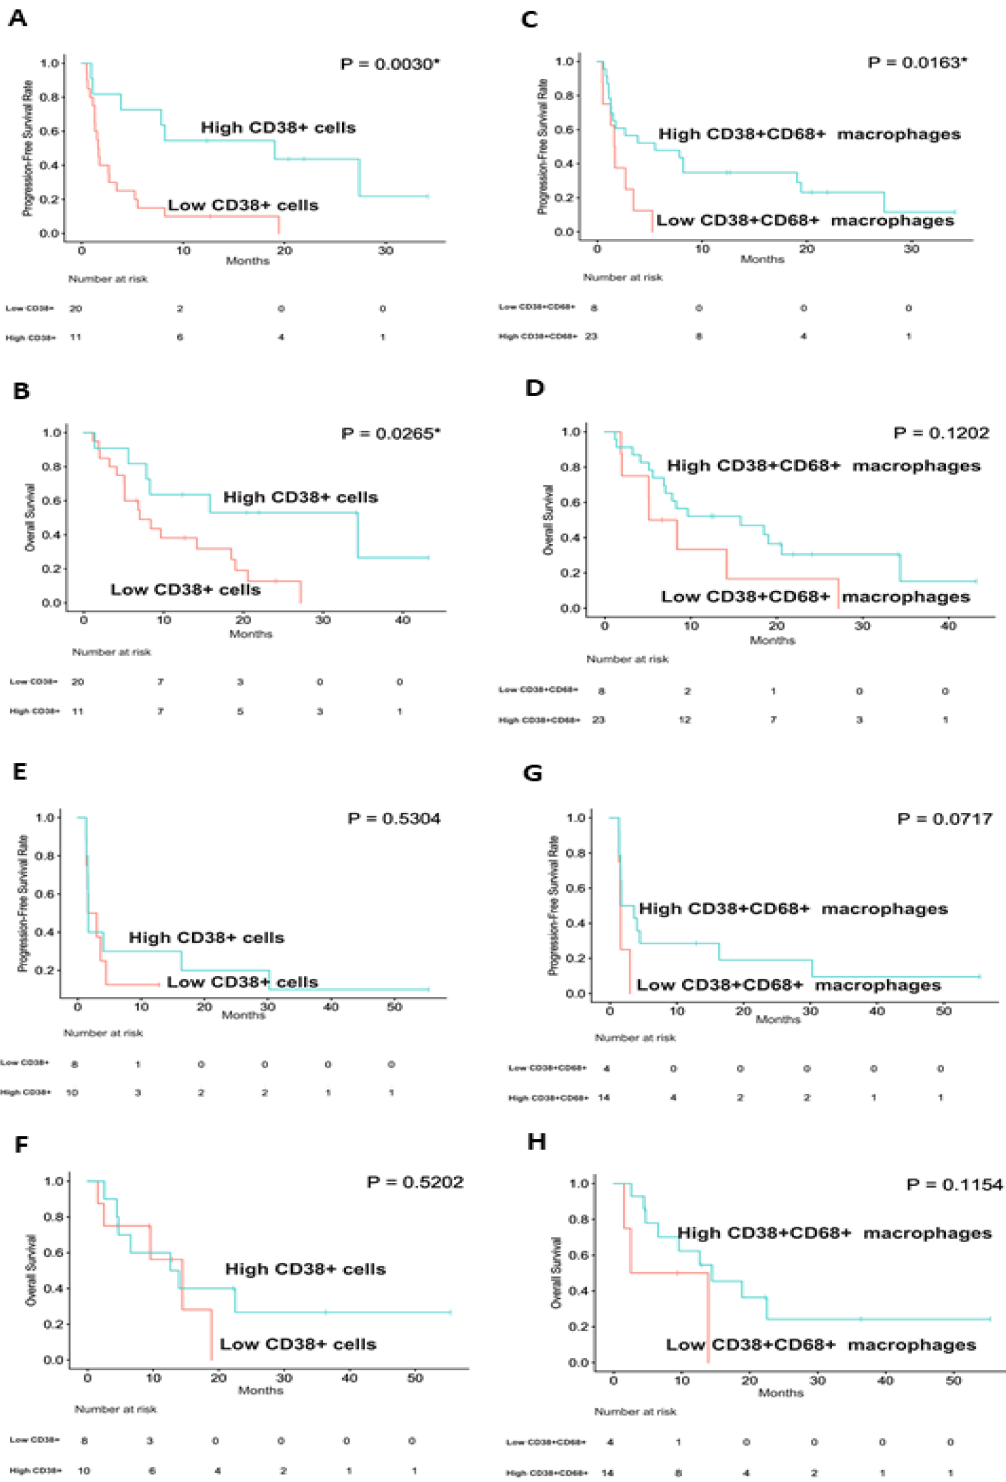 A
P = 0.0030*
Progression-Free Survival Rate
1.0
0.8
0.6
0.4
0.2
0.0
High CD38+ cells
Low CD38+ cells
0 10 20 30
Months
Number at risk
Low CD38+ 20 2 0 0
High CD38+ 11 6 4 1
C
P = 0.0163*
Progression-Free Survival Rate
1.0
0.8
0.6
0.4
0.2
0.0
High CD38+CD68+ macrophages
Low CD38+CD68+ macrophages
0 10 20 30
Months
Number at risk
Low CD38+CD68+ 8 0 0 0
High CD38+CD68+ 23 8 4 1
B
P = 0.0265*
Overall Survival
1.0
0.8
0.6
0.4
0.2
0.0
High CD38+ cells
Low CD38+ cells
0 10 20 30 40
Months
Number at risk
Low CD38+ 20 7 3 0 0
High CD38+ 11 7 5 3 1
D
P = 0.1202
Overall Survival
1.0
0.8
0.6
0.4
0.2
0.0
High CD38+CD68+ macrophages
Low CD38+CD68+ macrophages
0 10 20 30 40
Months
Number at risk
Low CD38+CD68+ 8 2 1 0 0
High CD38+CD68+ 23 12 7 3 1
E
P = 0.5304
Progression-Free Survival Rate
1.0
0.8
0.6
0.4
0.2
High CD38+ cells
Low CD38+ cells
0 10 20 30 40 50
Months
Number at risk
Low CD38+ 8 1 0 0 0 0
High CD38+ 10 3 2 2 1 1
G
P = 0.0717
Progression-Free Survival Rate
1.0
0.8
0.6
0.4
0.2
0.0
High CD38+CD68+ macrophages
Low CD38+CD68+ macrophages
0 10 20 30 40 50
Months
Number at risk
Low CD38+CD68+ 4 0 0 0 0 0
High CD38+CD68+ 14 4 2 2 1 1
F
P = 0.5202
Overall Survival
1.0
0.8
0.6
0.4
0.2
0.0
High CD38+ cells
Low CD38+ cells
0 10 20 30 40 50
Months
Number at risk
Low CD38+ 8 3 0 0 0 0
High CD38+ 10 6 4 2 1 1
H
P = 0.1154
Overall Survival
1.0
0.8
0.6
0.4
0.2
0.0
High CD38+CD68+ macrophages
Low CD38+CD68+ macrophages
0 10 20 30 40 50
Months
Number at risk
Low CD38+CD68+ 4 1 0 0 0 0
High CD38+CD68+ 14 8 4 2 1 1